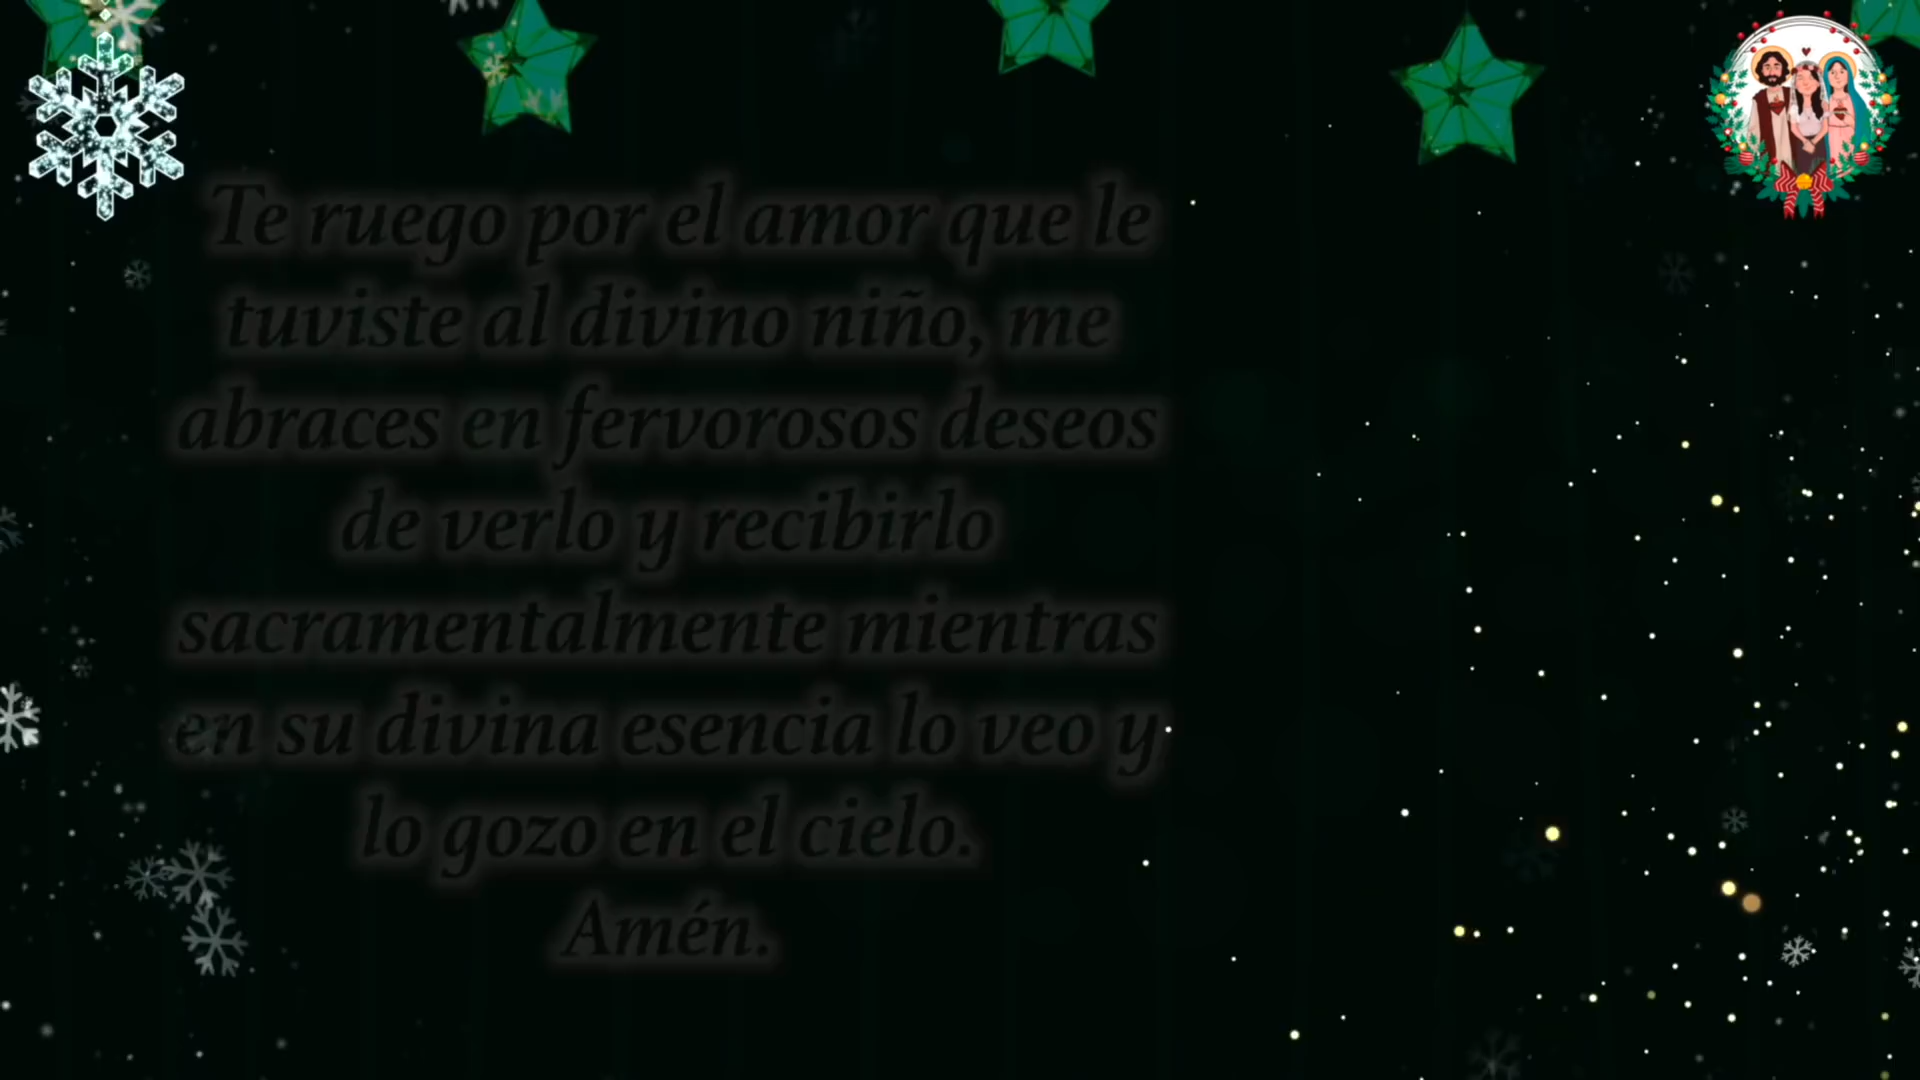 Te ruego por el amor que le
tuviste al divino niño, me
abraces en fervorosos deseos
de verlo y recibirlo
sacramentalmente mientras
en su divina esencia lo veo y
lo gozo en el cielo.
Amén.